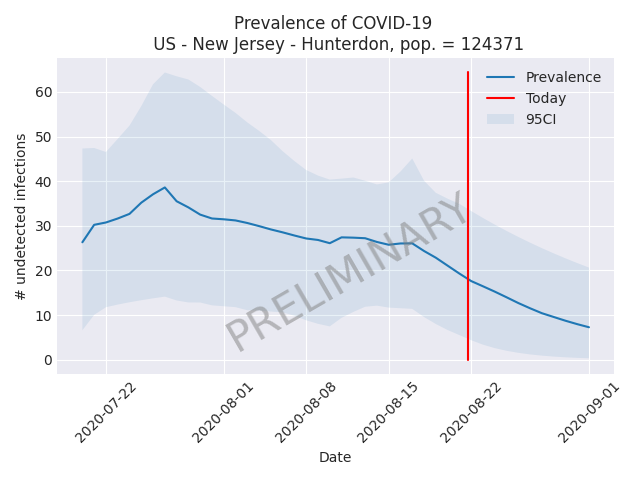 Prevalence of COVID-19
US - New Jersey - Hunterdon, pop. = 124371
# undetected infections
60
50
40
30
20
10
0
Prevalence
Today
95CI
PRELIMINARY
2020-07-22
2020-08-01
2020-08-08
2020-08-15
2020-08-22
2020-09-01
Date